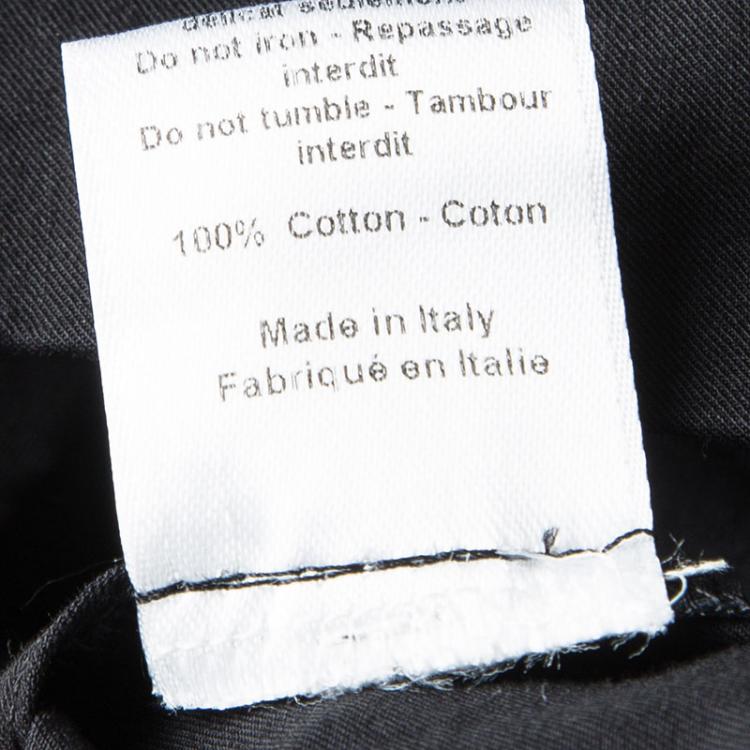 seulement
Do not iron - Repassage
interdit
Do not tumble - Tambour
interdit
100% Cotton - Coton
Made in Italy
Fabriqué en Italie